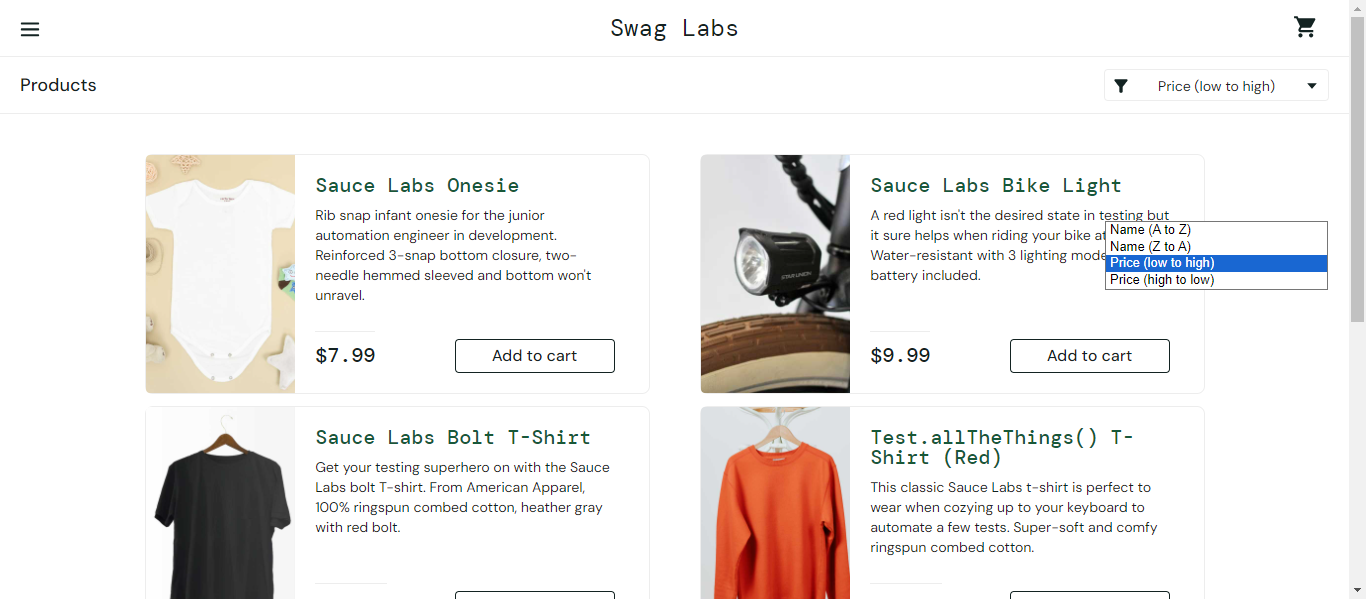 Swag Labs
Products
Price (low to high)
Name (A to Z)
Name (Z to A)
Price (low to high)
Price (high to low)
Sauce Labs Onesie
Rib snap infant onesie for the junior
automation engineer in development.
Reinforced 3-snap bottom closure, two-
needle hemmed sleeved and bottom won't
unravel.
$7.99
Add to cart
Sauce Labs Bike Light
A red light isn't the desired state in testing but
it sure helps when riding your bike at
Water-resistant with 3 lighting
battery included.
$9.99
Add to cart
Sauce Labs Bolt T-Shirt
Get your testing superhero on with the Sauce
Labs bolt T-shirt. From American Apparel,
100% ringspun combed cotton, heather gray
with red bolt.
Test.allTheThings() T-
Shirt (Red)
This classic Sauce Labs t-shirt is perfect to
wear when cozying up to your keyboard to
automate a few tests. Super-soft and comfy
ringspun combed cotton.